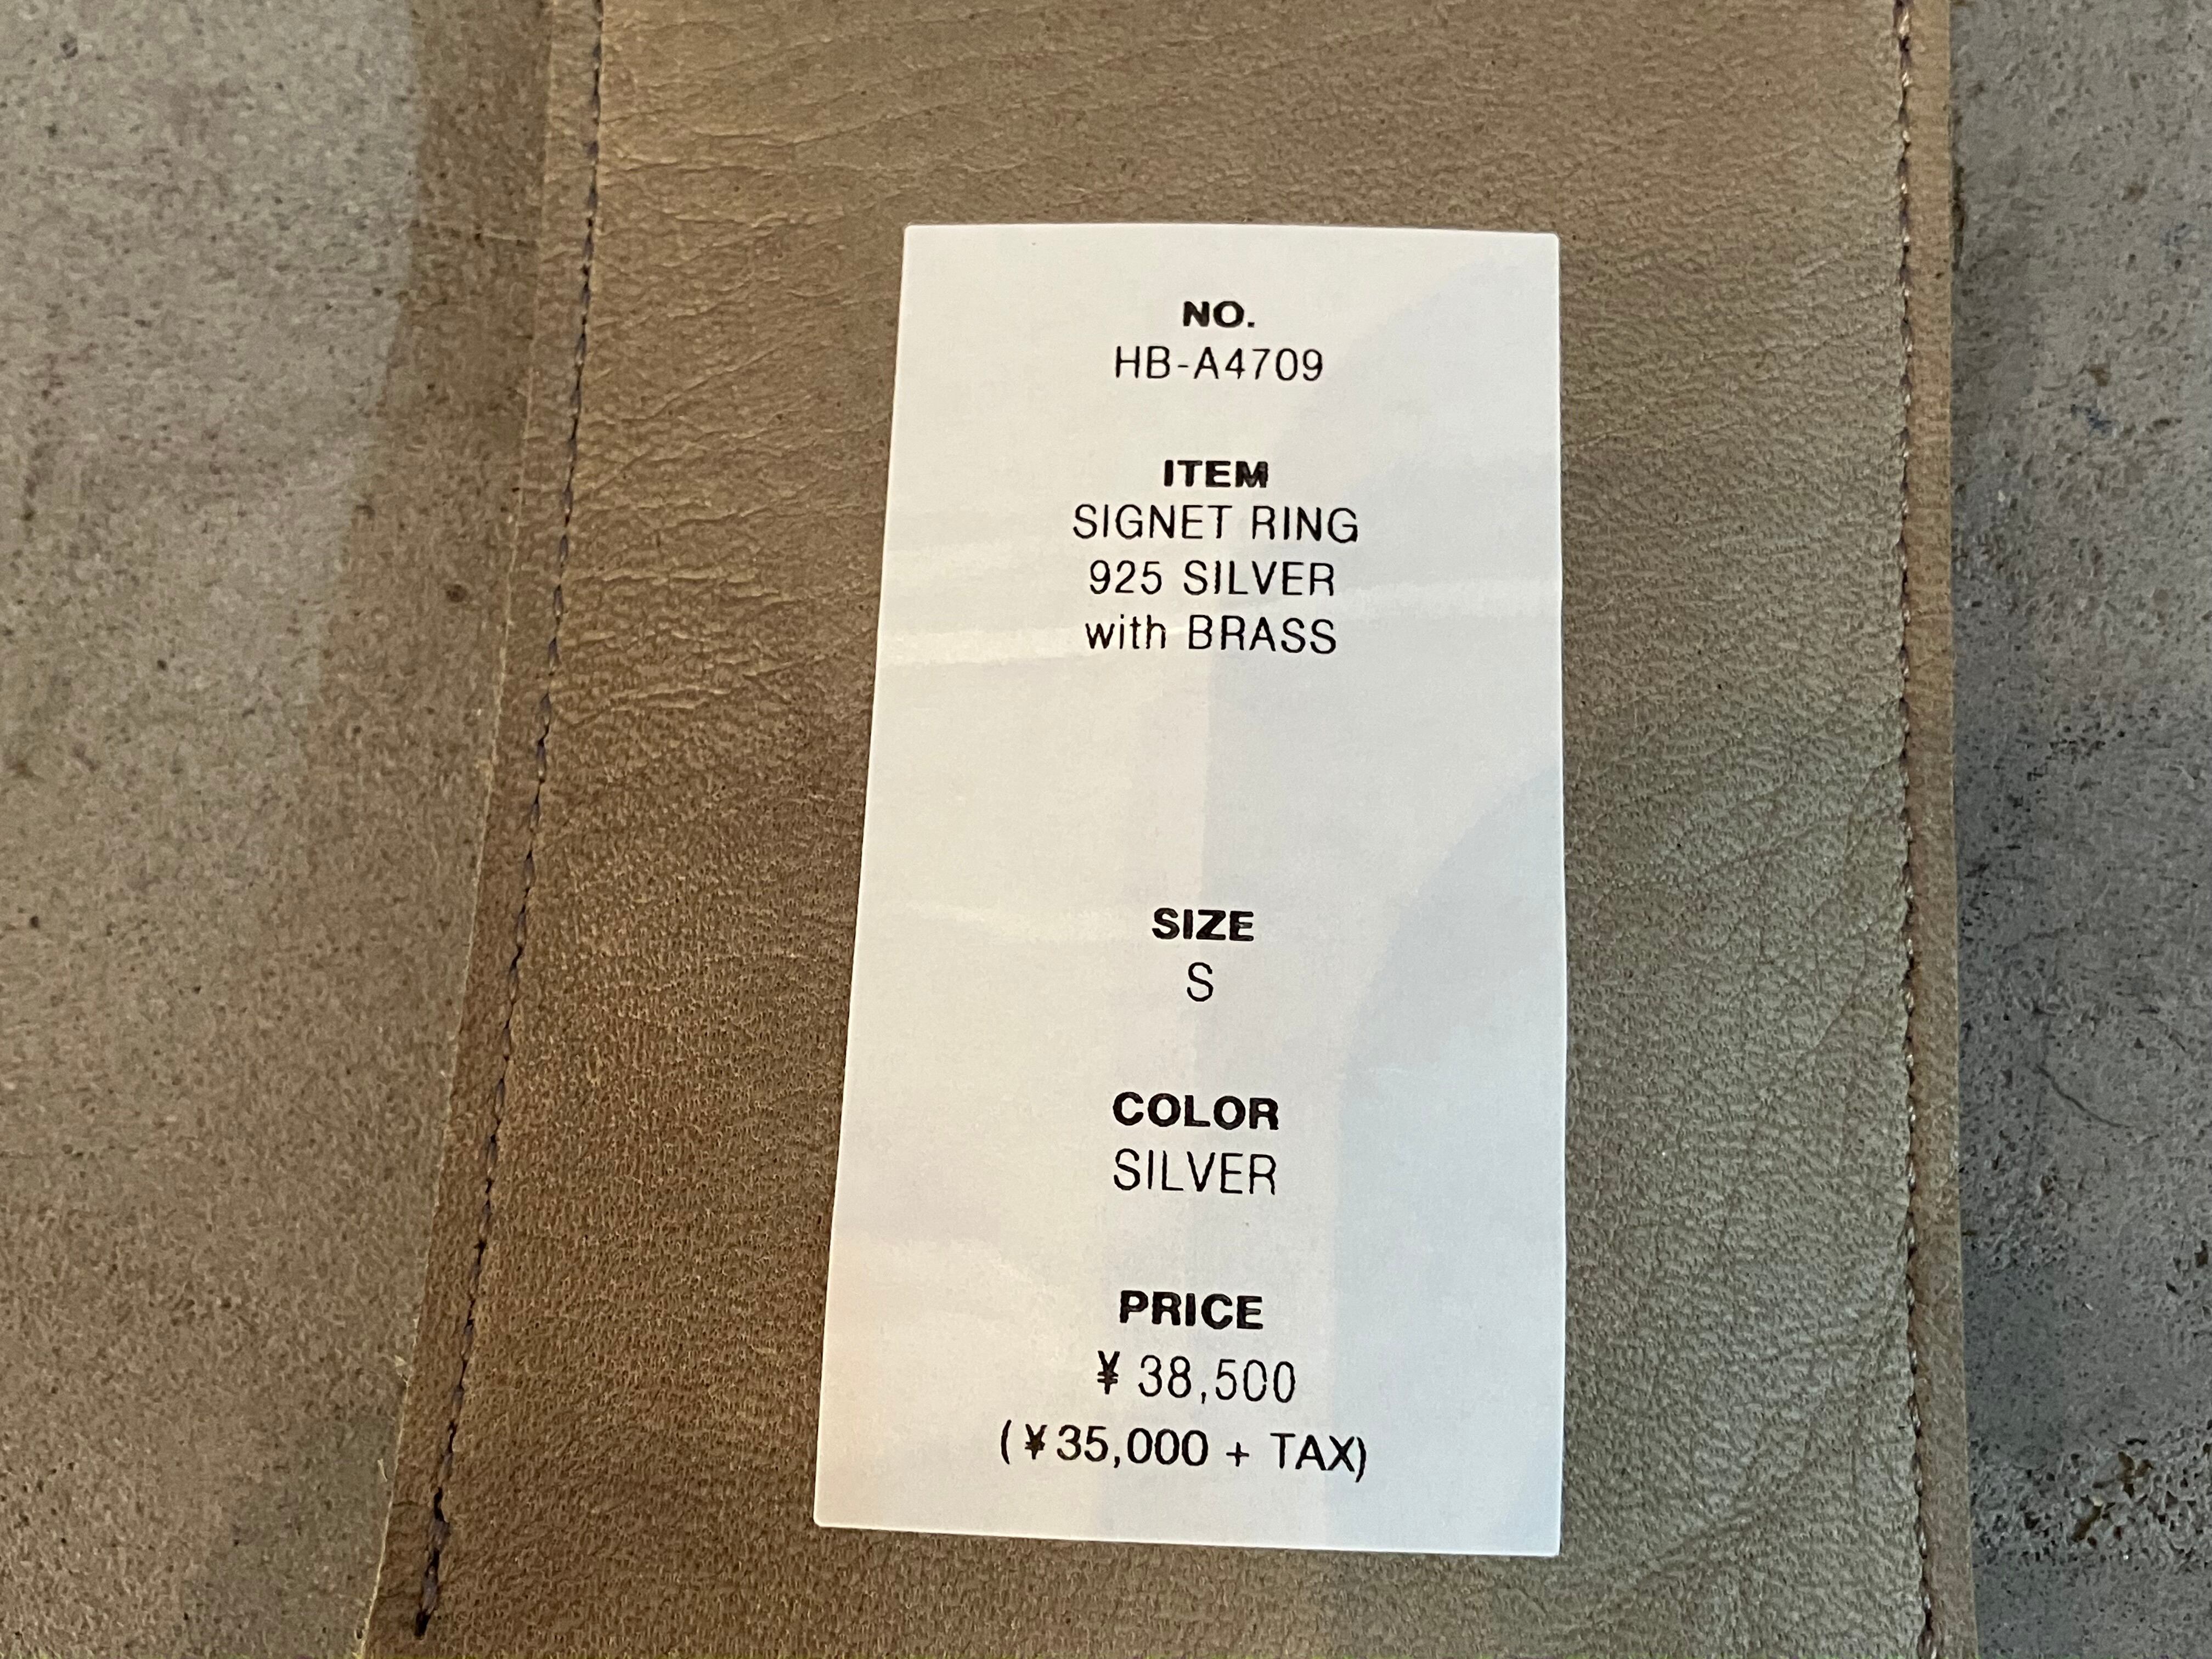 NO.
HB-A4709
ITEM
SIGNET RING
925 SILVER
with BRASS
SIZE
S
COLOR
SILVER
PRICE
¥ 38,500
(¥35,000 + TAX)